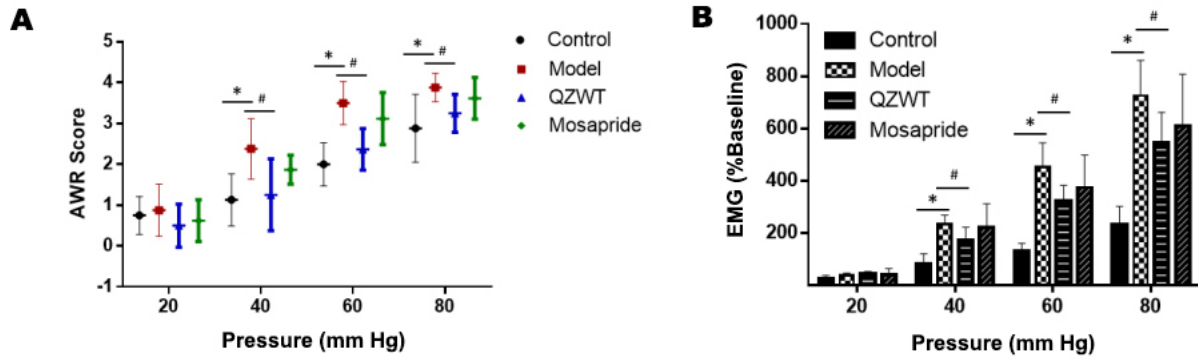 A
AWR Score
5
4
3
2
1
0
-1
* #
* #
* #
20 40 60 80
Pressure (mm Hg)
Control
Model
QZWT
Mosapride
B
EMG (%Baseline)
1000
800
600
400
200
Control
Model
QZWT
Mosapride
* #
* #
* #
20 40 60 80
Pressure (mm Hg)